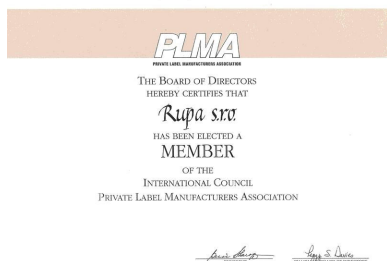 PLMA
PRIVATE LABEL MANUFACTURERS ASSOCIATION
THE BOARD OF DIRECTORS
HEREBY CERTIFIES THAT
Rupa s.r.o.
HAS BEEN ELECTED A
MEMBER
OF THE
INTERNATIONAL COUNCIL
PRIVATE LABEL MANUFACTURERS ASSOCIATION